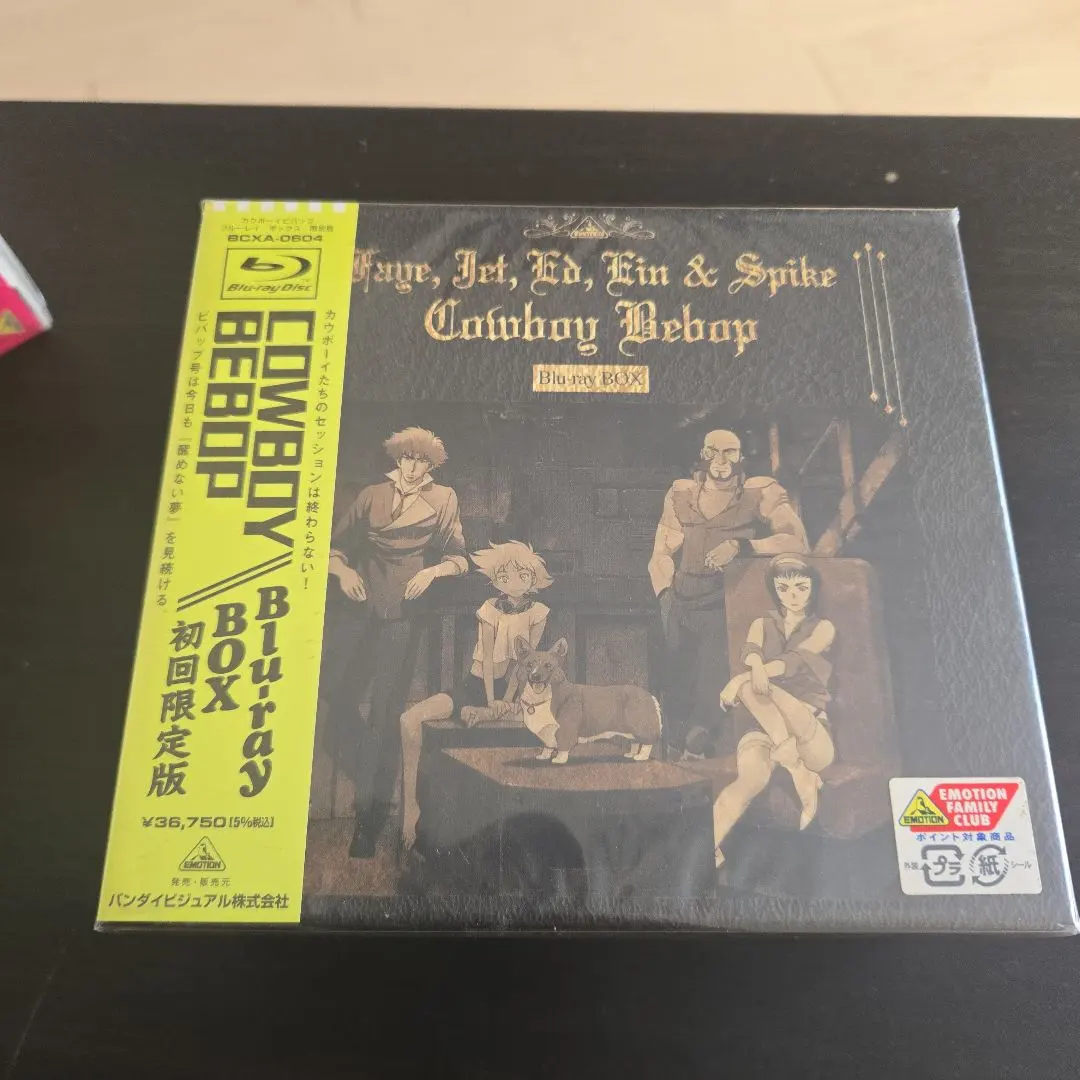 カウボーイビバップ
ブルーレイ ボックス 限定版
BCXA-0604
Blu-ray Disc
カウボーイたちのセッションは終わらない!
ビバップ号は今日も『醒めない夢』を見続ける。
COWBOY
BEBOP
Blu-ray
BOX
初回限定版
¥36,750[5%税込]
EMOTION
発売・販売元
バンダイビジュアル株式会社
EMOTION
Faye, Jet, Ed, Ein & Spike
Cowboy Bebop
Blu-ray BOX
EMOTION
EMOTION
FAMILY
CLUB
ポイント対象商品
外装 プラ 紙 シール